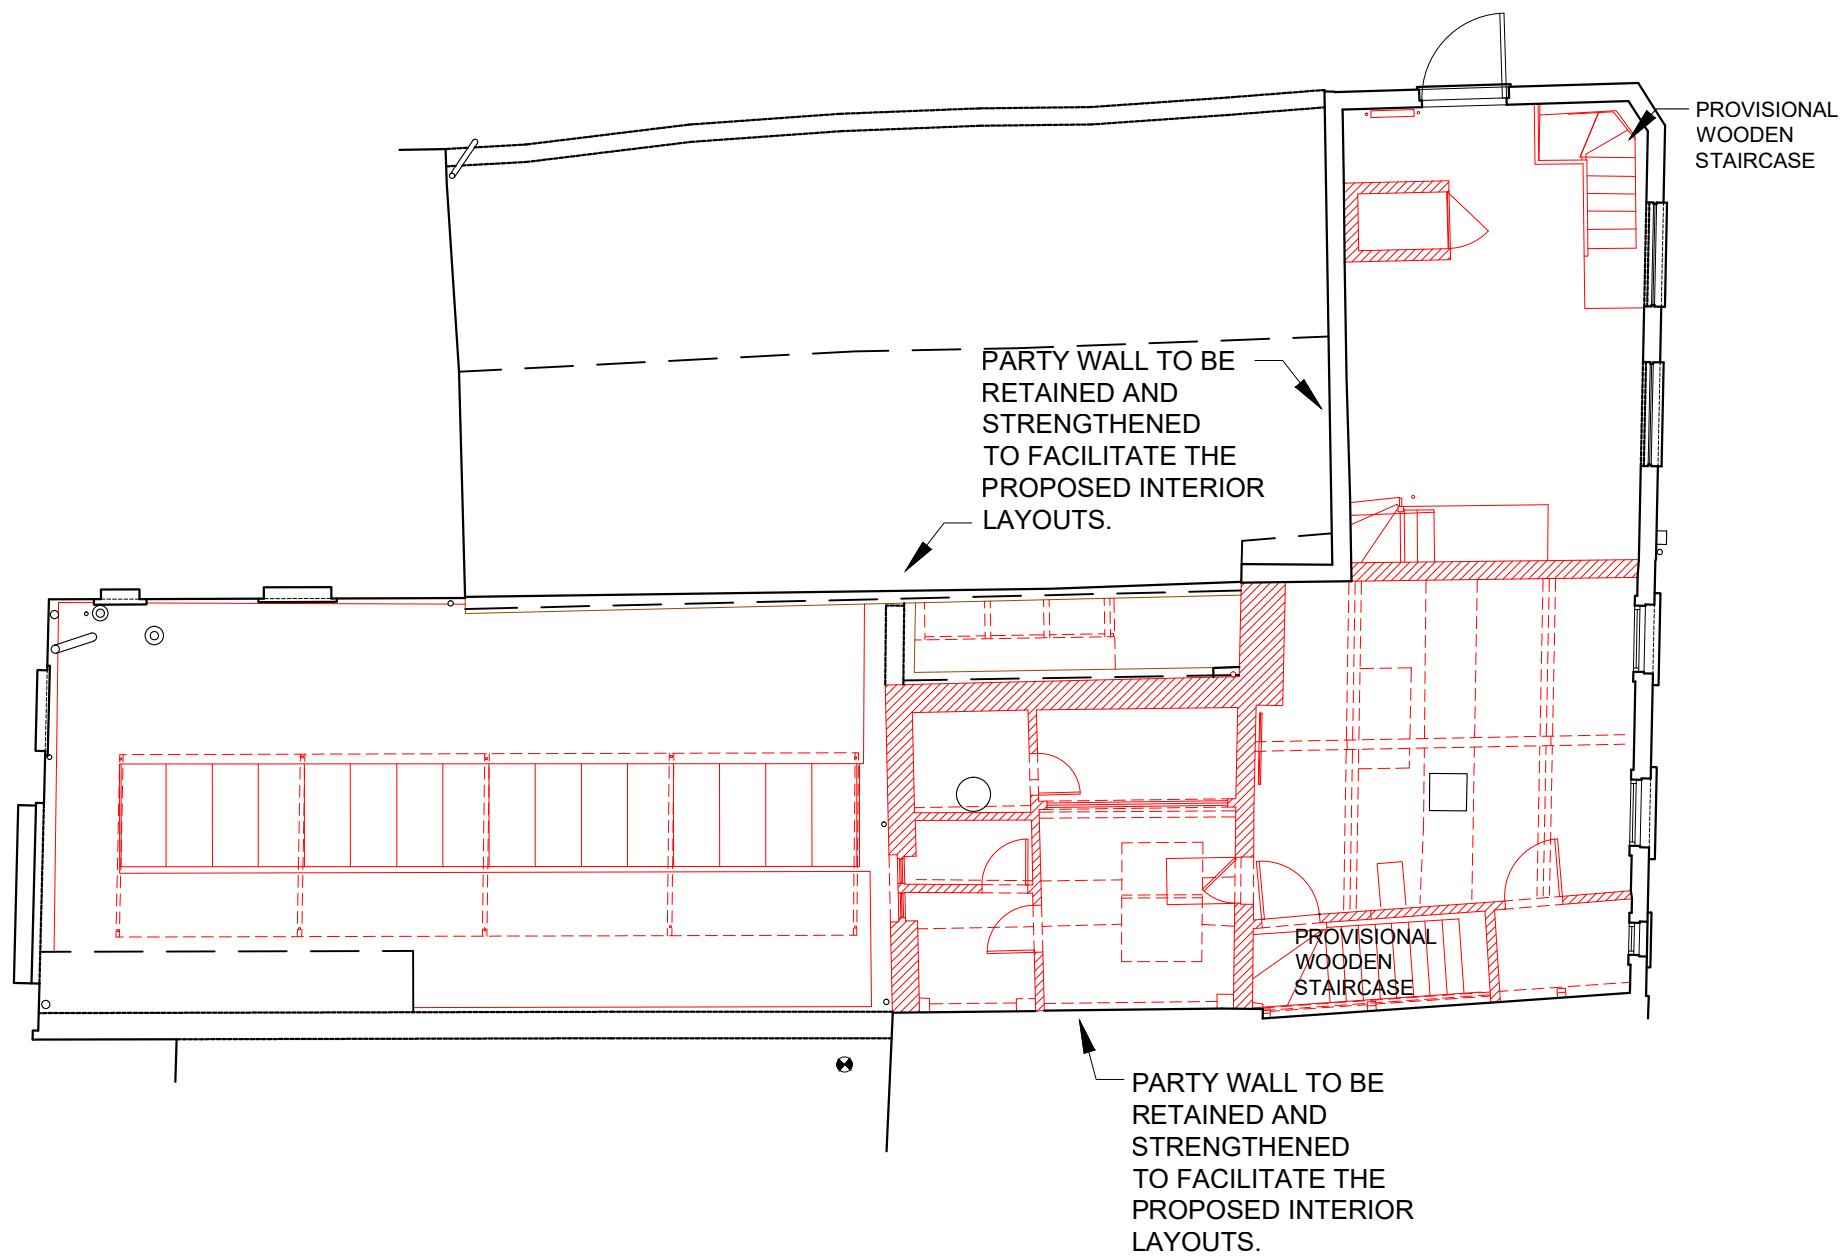 PROVISIONAL
WOODEN
STAIRCASE
PARTY WALL TO BE
RETAINED AND
STRENGTHENED
TO FACILITATE THE
PROPOSED INTERIOR
LAYOUTS.
PROVISIONAL
WOODEN
STAIRCASE
PARTY WALL TO BE
RETAINED AND
STRENGTHENED
TO FACILITATE THE
PROPOSED INTERIOR
LAYOUTS.